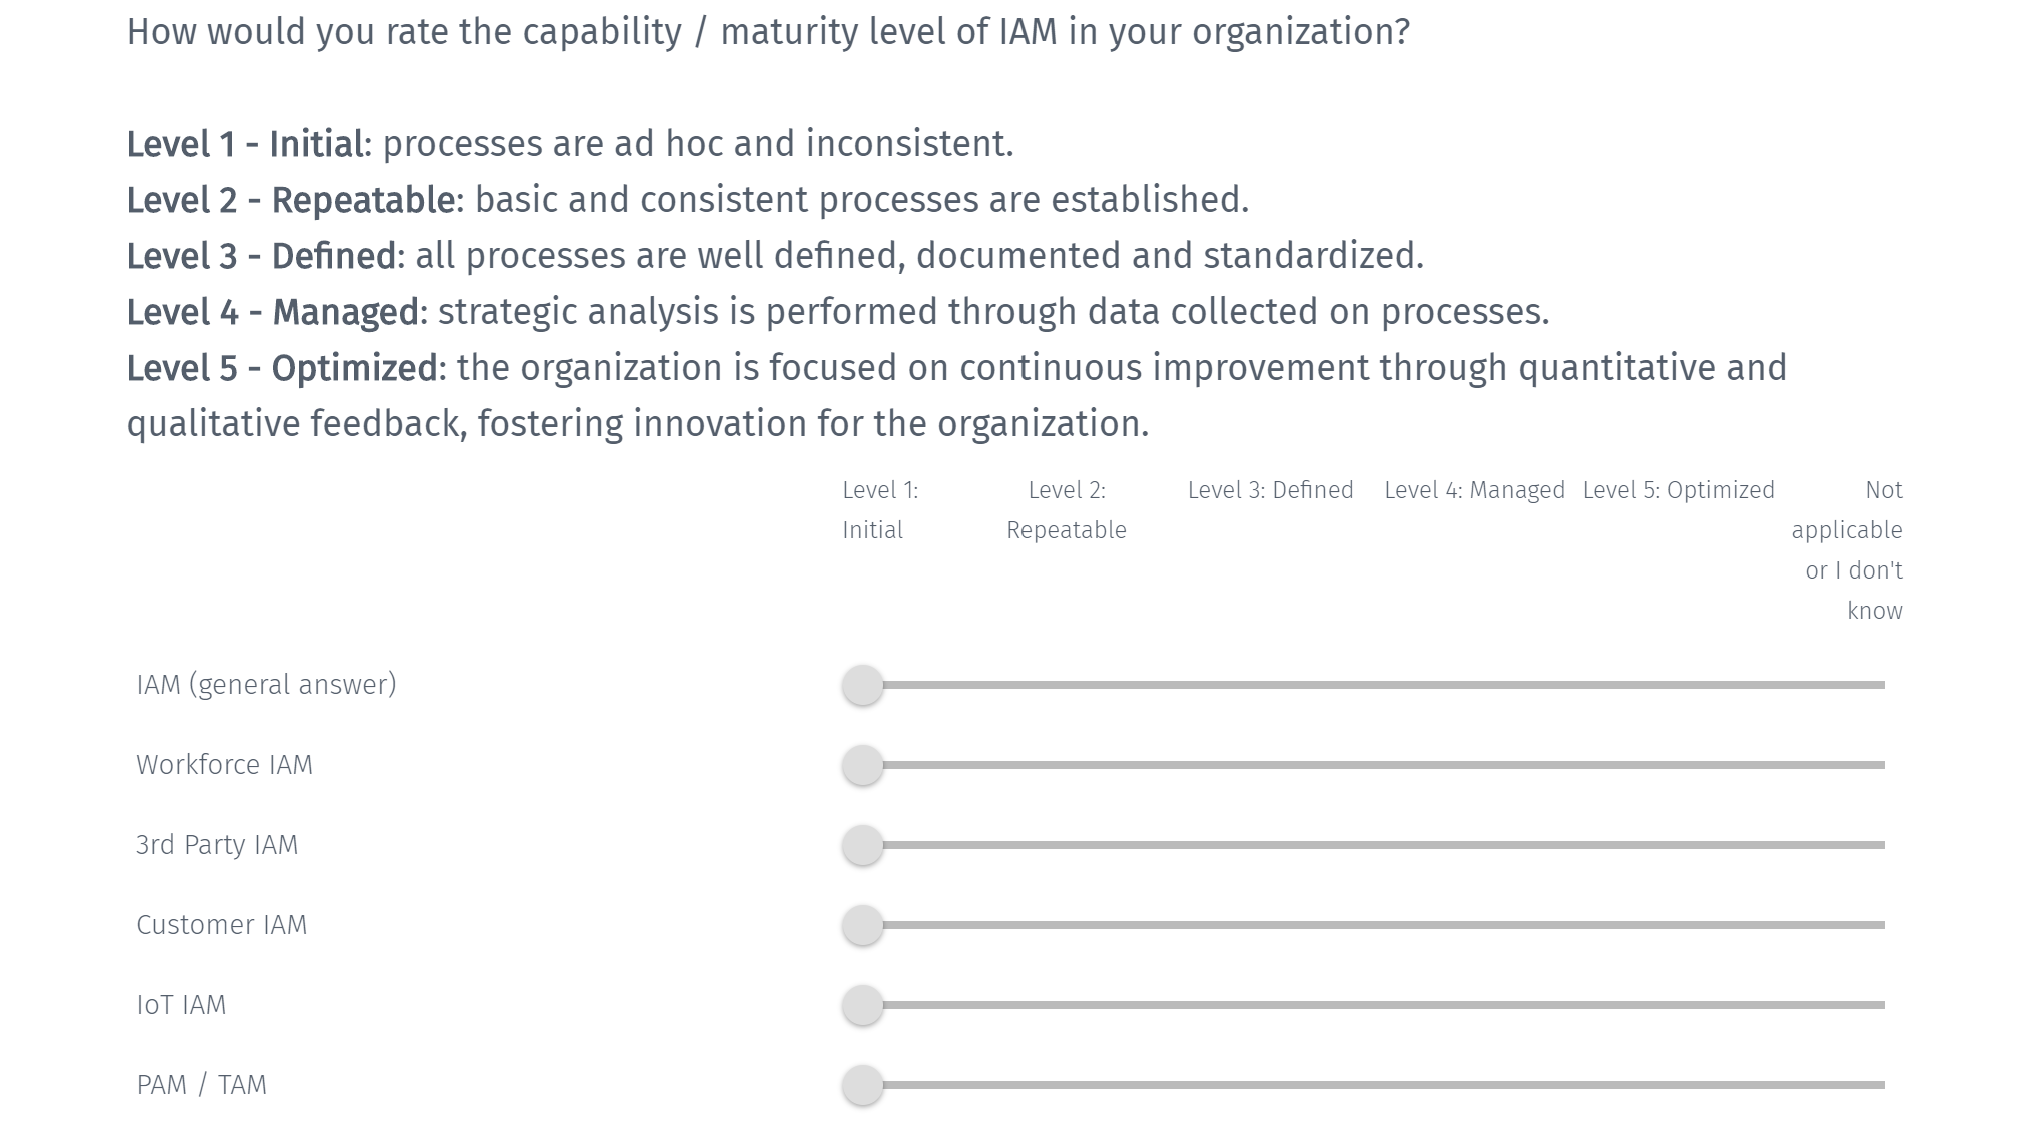 How would you rate the capability / maturity level of IAM in your organization?
Level 1 - Initial: processes are ad hoc and inconsistent.
Level 2 - Repeatable: basic and consistent processes are established.
Level 3 - Defined: all processes are well defined, documented and standardized.
Level 4 - Managed: strategic analysis is performed through data collected on processes.
Level 5 - Optimized: the organization is focused on continuous improvement through quantitative and
qualitative feedback, fostering innovation for the organization.
Level 1:
Initial
Level 2:
Repeatable
Level 3: Defined
Level 4: Managed
Level 5: Optimized
Not
applicable
or I don't
know
IAM (general answer)
Workforce IAM
3rd Party IAM
Customer IAM
IoT IAM
PAM / TAM